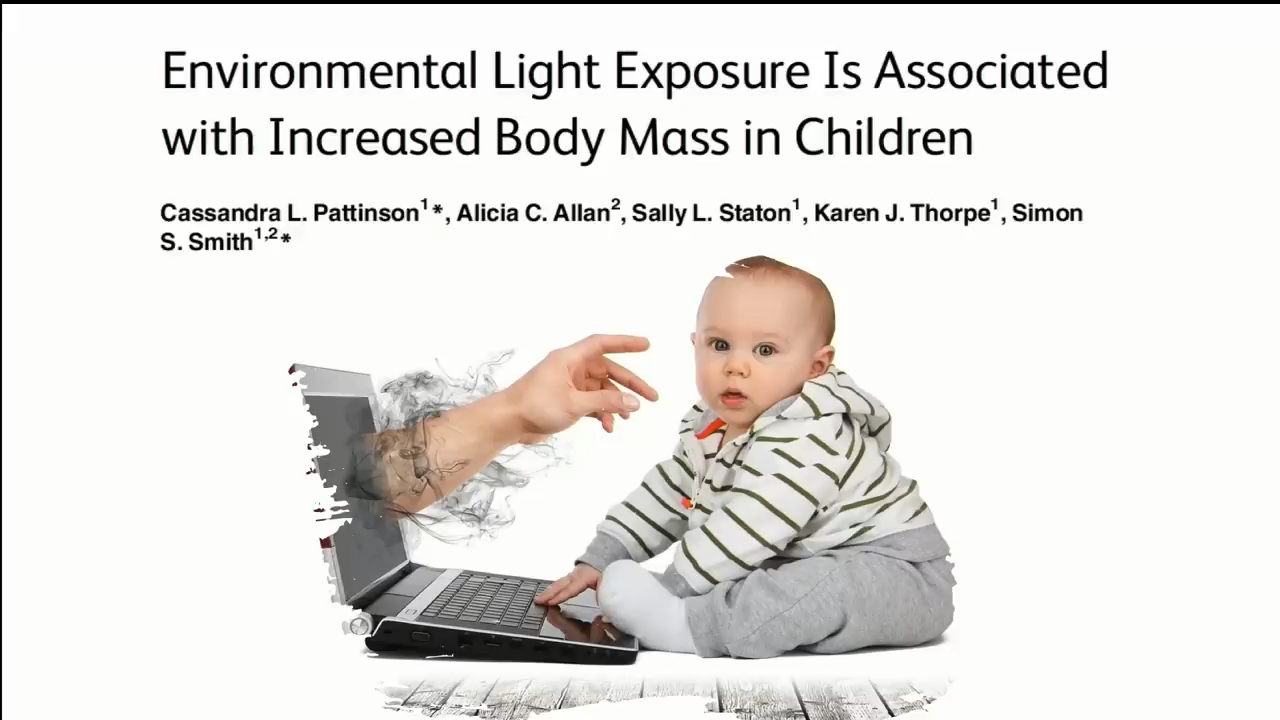 Environmental Light Exposure Is Associated
with Increased Body Mass in Children
Cassandra L. Pattinson1*, Alicia C. Allan2, Sally L. Staton1, Karen J. Thorpe1, Simon
S. Smith1,2*